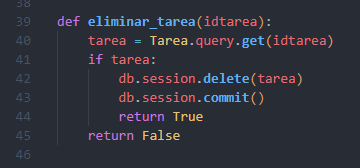 38
39 def eliminar_tarea(idtarea):
40     tarea = Tarea.query.get(idtarea)
41     if tarea:
42         db.session.delete(tarea)
43         db.session.commit()
44         return True
45     return False
46